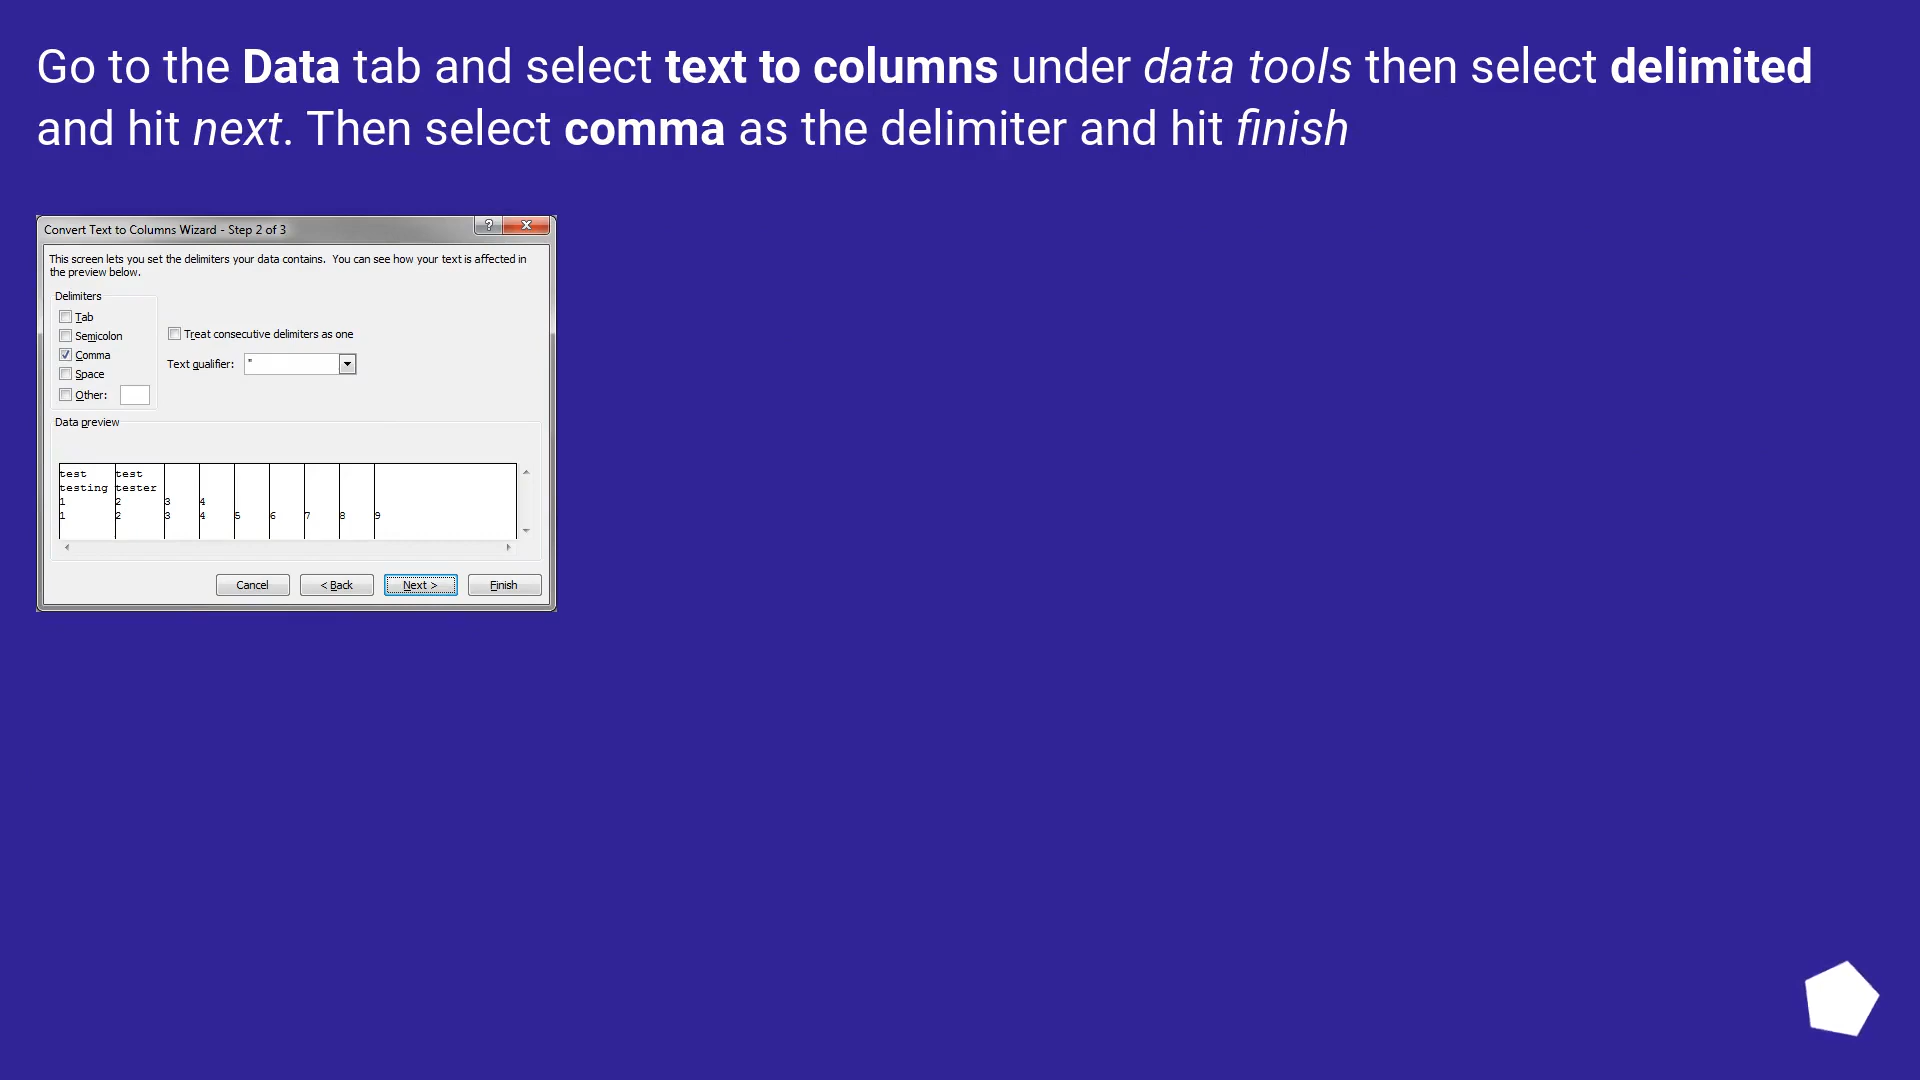 Go to the Data tab and select text to columns under data tools then select delimited
and hit next. Then select comma as the delimiter and hit finish
Convert Text to Columns Wizard - Step 2 of 3
?
This screen lets you set the delimiters your data contains. You can see how your text is affected in
the preview below.
Delimiters
Tab
Semicolon
Comma
Space
Other:
Treat consecutive delimiters as one
Text qualifier: "
Data preview
test test
testing tester
1 2 3 4
1 2 3 4 5 6 7 8 9
Cancel < Back Next > Finish